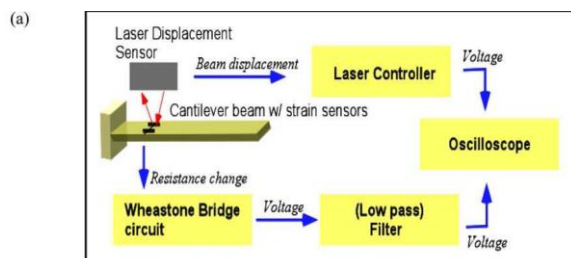 (a)
Laser Displacement
Sensor
Beam displacement
Laser Controller
Voltage
Cantilever beam w/ strain sensors
Oscilloscope
Resistance change
Wheastone Bridge
circuit
Voltage
(Low pass)
Filter
Voltage